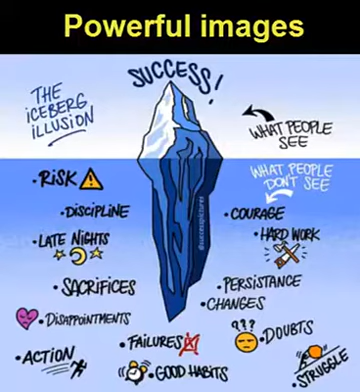 Powerful images
SUCCESS!
THE
ICEBERG
ILLUSION
WHAT PEOPLE
SEE
WHAT PEOPLE
DON'T SEE
• RISK
• DISCIPLINE
• LATE NIGHTS
• SACRIFICES
• DISAPPOINTMENTS
• ACTION
• FAILURES
• GOOD HABITS
• COURAGE
• HARD WORK
• PERSISTANCE
• CHANGES
???
• DOUBTS
• STRUGGLE
@successpictures